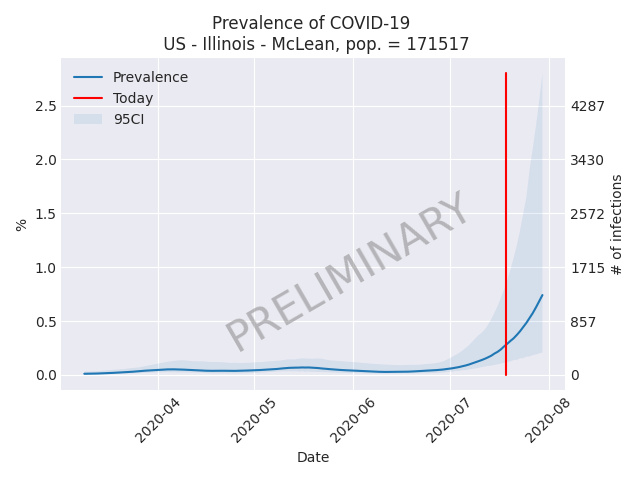 Prevalence of COVID-19
US - Illinois - McLean, pop. = 171517
Prevalence
Today
95CI
PRELIMINARY
%
2.5
2.0
1.5
1.0
0.5
0.0
4287
3430
2572
1715
857
0
# of infections
2020-04
2020-05
2020-06
2020-07
2020-08
Date